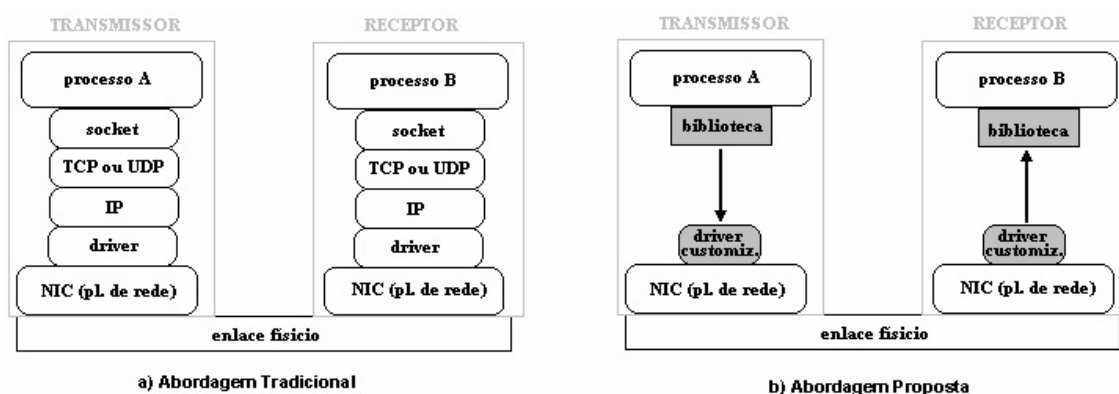 TRANSMISSOR
processo A
socket
TCP ou UDP
IP
driver
NIC (pl. de rede)
RECEPTOR
processo B
socket
TCP ou UDP
IP
driver
NIC (pl. de rede)
enlace físicio
a) Abordagem Tradicional
TRANSMISSOR
processo A
biblioteca
driver
customiz.
NIC (pl. de rede)
RECEPTOR
processo B
biblioteca
driver
customiz.
NIC (pl. de rede)
enlace físicio
b) Abordagem Proposta